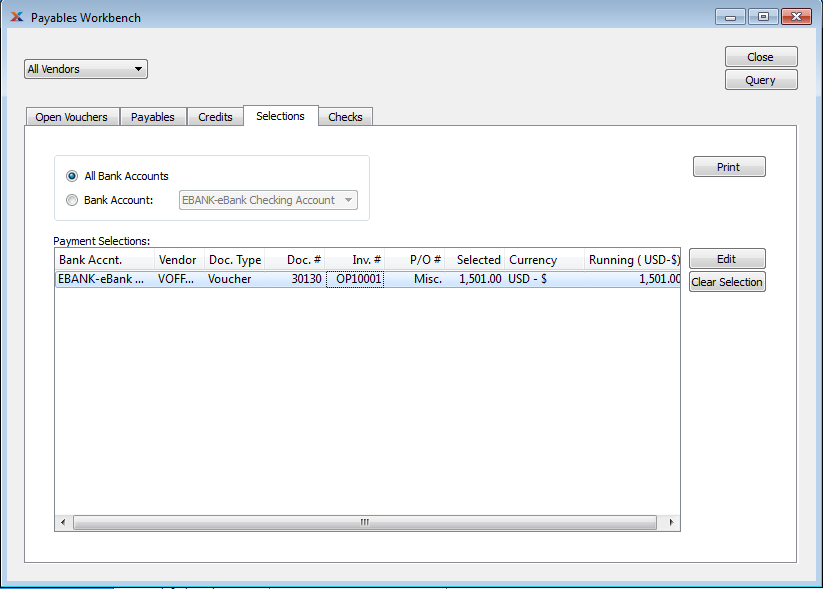 Payables Workbench
All Vendors
Close
Query
Open Vouchers Payables Credits Selections Checks
All Bank Accounts
Print
Bank Account: EBANK-eBank Checking Account
Payment Selections:
Bank Accnt. Vendor Doc. Type Doc. # Inv. # P/O # Selected Currency Running ( USD-$)
Edit
EBANK-eBank ... VOFF... Voucher 30130 OP10001 Misc. 1,501.00 USD - $ 1,501.00
Clear Selection